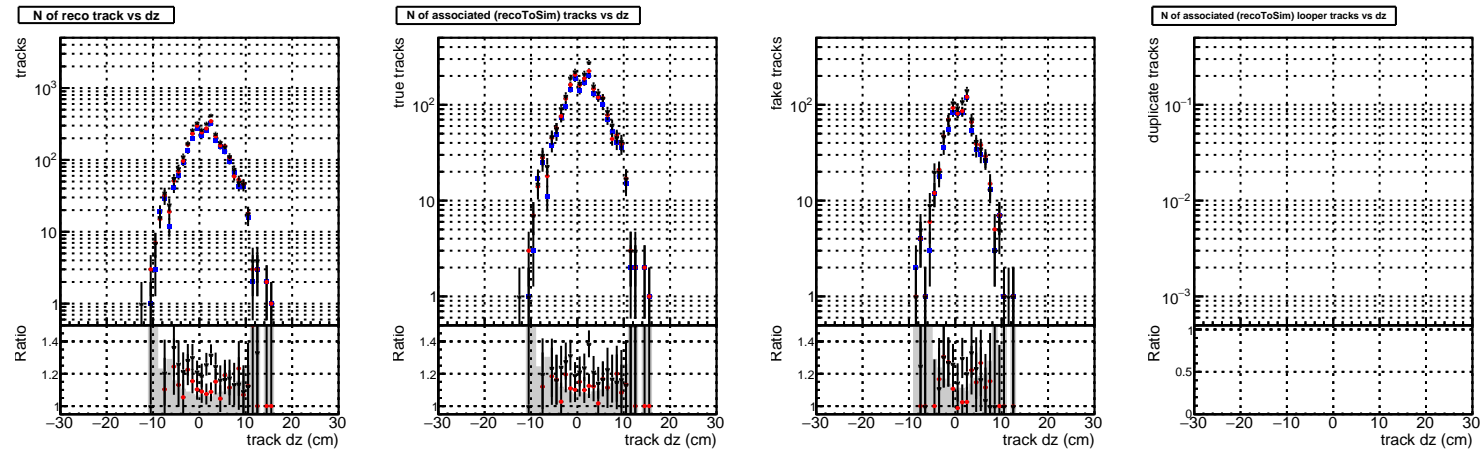 N of reco track vs dz
tracks
10³
10²
10
1
Ratio
1.4
1.2
1
−30 −20 −10 0 10 20 30
track dz (cm)
N of associated (recoToSim) tracks vs dz
true tracks
10²
10
1
Ratio
1.4
1.2
1
−30 −20 −10 0 10 20 30
track dz (cm)
fake tracks
10²
10
1
Ratio
1.4
1.2
1
−30 −20 −10 0 10 20 30
track dz (cm)
N of associated (recoToSim) looper tracks vs dz
duplicate tracks
10⁻¹
10⁻²
10⁻³
Ratio
1
0.5
0
−30 −20 −10 0 10 20 30
track dz (cm)